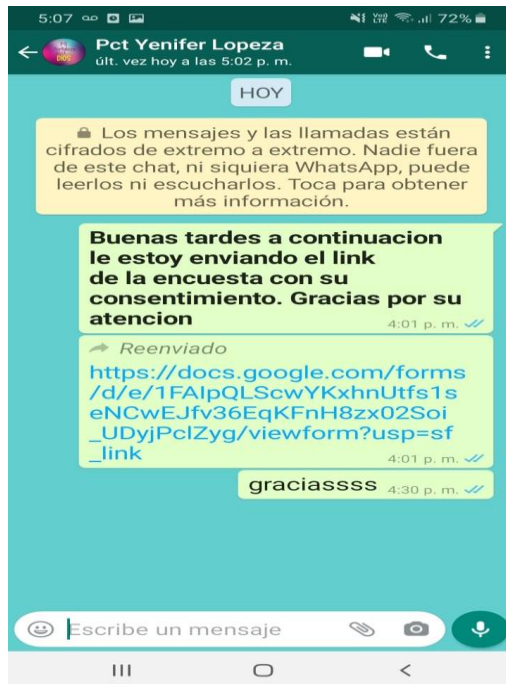 5:07
72%
Pct Yenifer Lopeza
últ. vez hoy a las 5:02 p. m.
HOY
Los mensajes y las llamadas están
cifrados de extremo a extremo. Nadie fuera
de este chat, ni siquiera WhatsApp, puede
leerlos ni escucharlos. Toca para obtener
más información.
Buenas tardes a continuacion
le estoy enviando el link
de la encuesta con su
consentimiento. Gracias por su
atencion
4:01 p. m.
Reenviado
https://docs.google.com/forms
/d/e/1FAIpQLScwYKxhnUtfs1s
eNCwEJfv36EqKFnH8zx02Soi
_UDyjPclZyg/viewform?usp=sf
_link
4:01 p. m.
graciassss 4:30 p. m.
Escribe un mensaje